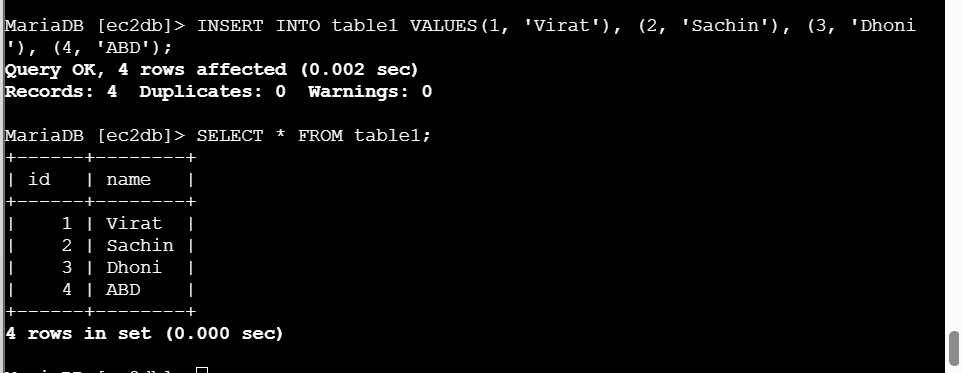 MariaDB [ec2db]> INSERT INTO table1 VALUES(1, 'Virat'), (2, 'Sachin'), (3, 'Dhoni
'), (4, 'ABD');
Query OK, 4 rows affected (0.002 sec)
Records: 4  Duplicates: 0  Warnings: 0
MariaDB [ec2db]> SELECT * FROM table1;
+------+--------+
| id   | name   |
+------+--------+
|    1 | Virat  |
|    2 | Sachin |
|    3 | Dhoni  |
|    4 | ABD    |
+------+--------+
4 rows in set (0.000 sec)